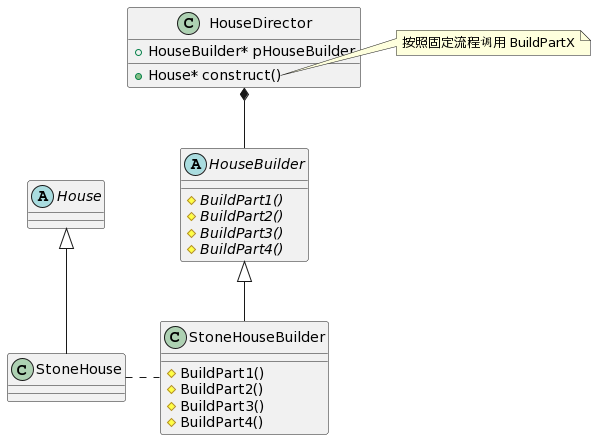 C HouseDirector
HouseBuilder* pHouseBuilder
House* construct()
按照固定流程调用 BuildPartX
A HouseBuilder
BuildPart1()
BuildPart2()
BuildPart3()
BuildPart4()
A House
C StoneHouse
C StoneHouseBuilder
BuildPart1()
BuildPart2()
BuildPart3()
BuildPart4()